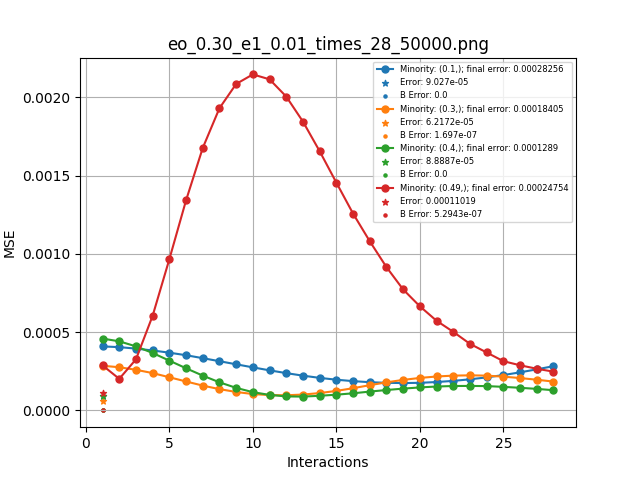 eo_0.30_e1_0.01_times_28_50000.png
Minority: (0.1,); final error: 0.00028256
Error: 9.027e-05
B Error: 0.0
Minority: (0.3,); final error: 0.00018405
Error: 6.2172e-05
B Error: 1.697e-07
Minority: (0.4,); final error: 0.0001289
Error: 8.8887e-05
B Error: 0.0
Minority: (0.49,); final error: 0.00024754
Error: 0.00011019
B Error: 5.2943e-07
MSE
0.0020
0.0015
0.0010
0.0005
0.0000
0 5 10 15 20 25
Interactions